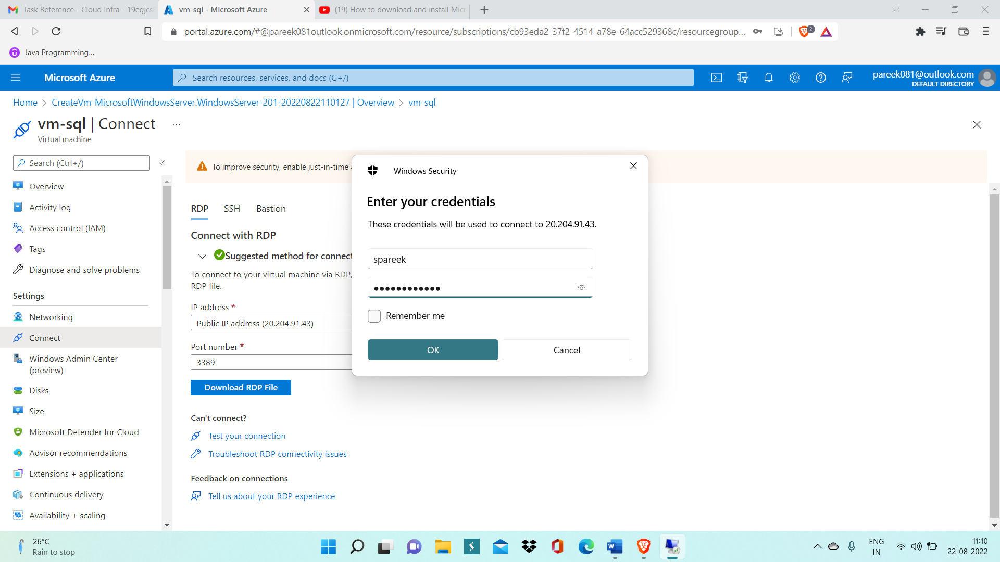 Task Reference - Cloud Infra - 19egjcs
vm-sql - Microsoft Azure
(19) How to download and install Mic
portal.azure.com/#@pareek081outlook.onmicrosoft.com/resource/subscriptions/cb93eda2-37f2-4514-a78e-64acc529368c/resourcegroup...
2
Java Programming...
Microsoft Azure
Search resources, services, and docs (G+/)
pareek081@outlook.com
DEFAULT DIRECTORY
Home > CreateVm-MicrosoftWindowsServer.WindowsServer-201-20220822110127 | Overview > vm-sql
vm-sql | Connect ...
Virtual machine
Search (Ctrl+/)
«
Overview
Activity log
Access control (IAM)
Tags
Diagnose and solve problems
Settings
Networking
Connect
Windows Admin Center
(preview)
Disks
Size
Microsoft Defender for Cloud
Advisor recommendations
Extensions + applications
Continuous delivery
Availability + scaling
To improve security, enable just-in-time
RDP SSH Bastion
Connect with RDP
Suggested method for connect
To connect to your virtual machine via RDP,
RDP file.
IP address *
Public IP address (20.204.91.43)
Port number *
3389
Download RDP File
Can't connect?
Test your connection
Troubleshoot RDP connectivity issues
Feedback on connections
Tell us about your RDP experience
Windows Security
Enter your credentials
These credentials will be used to connect to 20.204.91.43.
spareek
●●●●●●●●●●●●
Remember me
OK
Cancel
26°C
Rain to stop
ENG
IN
11:10
22-08-2022